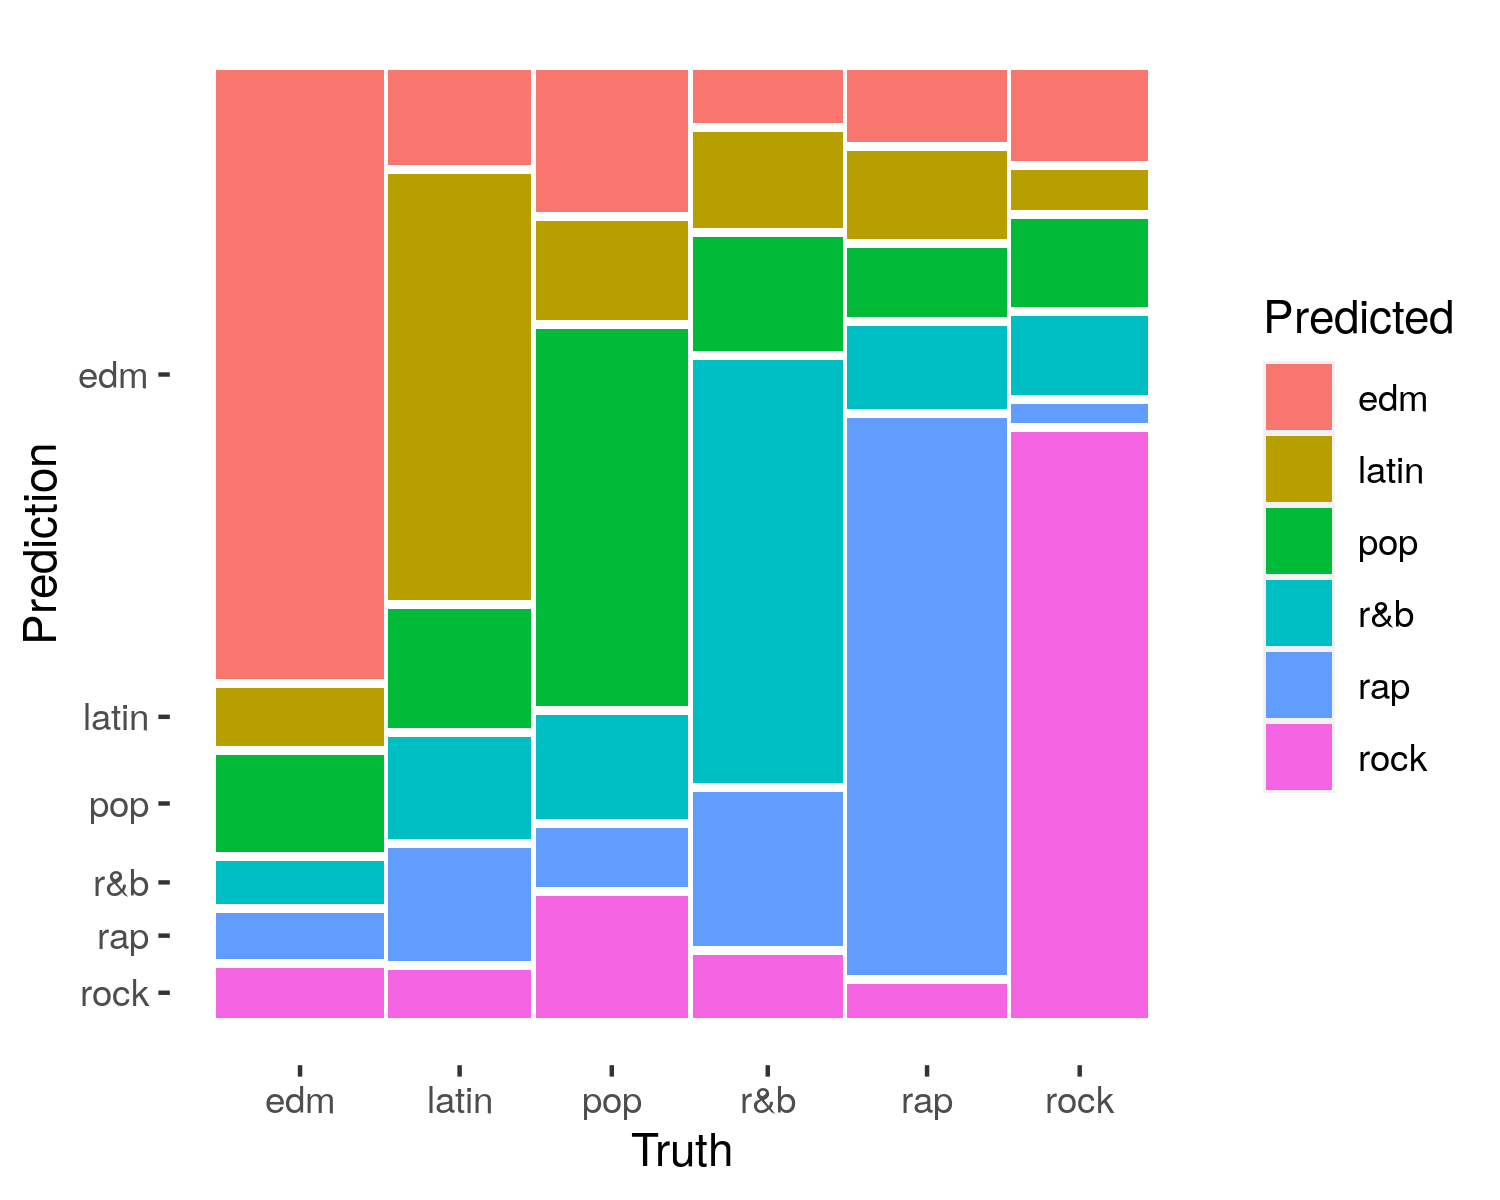 Prediction
edm
latin
pop
r&b
rap
rock
edm
latin
pop
r&b
rap
rock
Truth
Predicted
edm
latin
pop
r&b
rap
rock